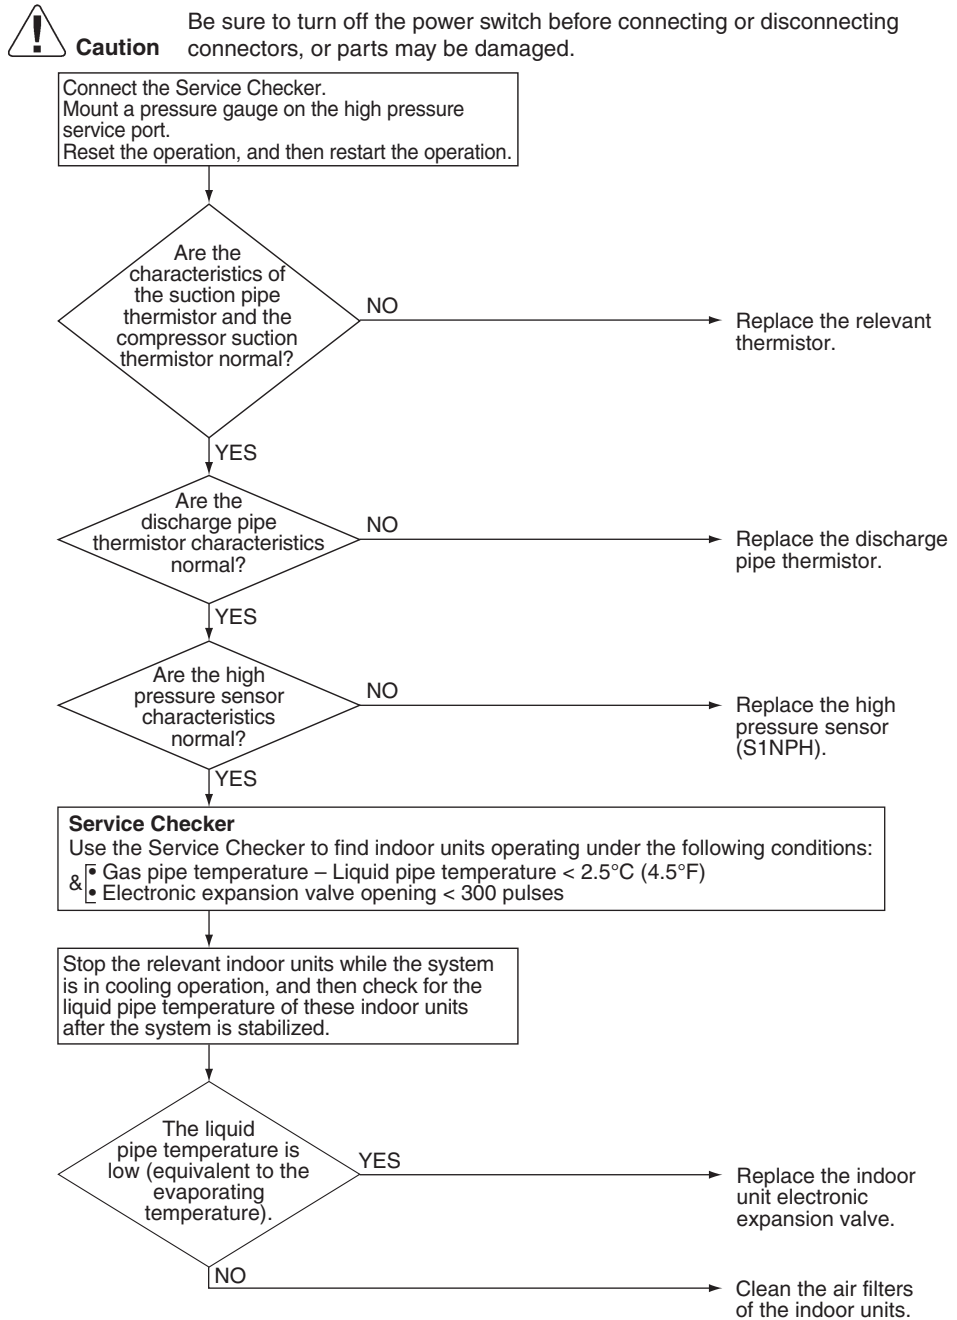 Be sure to turn off the power switch before connecting or disconnecting
Caution connectors, or parts may be damaged.
Connect the Service Checker.
Mount a pressure gauge on the high pressure
service port.
Reset the operation, and then restart the operation.
Are the
characteristics of
the suction pipe
thermistor and the
compressor suction
thermistor normal?
NO
Replace the relevant
thermistor.
YES
Are the
discharge pipe
thermistor characteristics
normal?
NO
Replace the discharge
pipe thermistor.
YES
Are the high
pressure sensor
characteristics
normal?
NO
Replace the high
pressure sensor
(S1NPH).
YES
Service Checker
Use the Service Checker to find indoor units operating under the following conditions:
& • Gas pipe temperature – Liquid pipe temperature < 2.5°C (4.5°F)
• Electronic expansion valve opening < 300 pulses
Stop the relevant indoor units while the system
is in cooling operation, and then check for the
liquid pipe temperature of these indoor units
after the system is stabilized.
The liquid
pipe temperature is
low (equivalent to the
evaporating
temperature).
YES
Replace the indoor
unit electronic
expansion valve.
NO
Clean the air filters
of the indoor units.